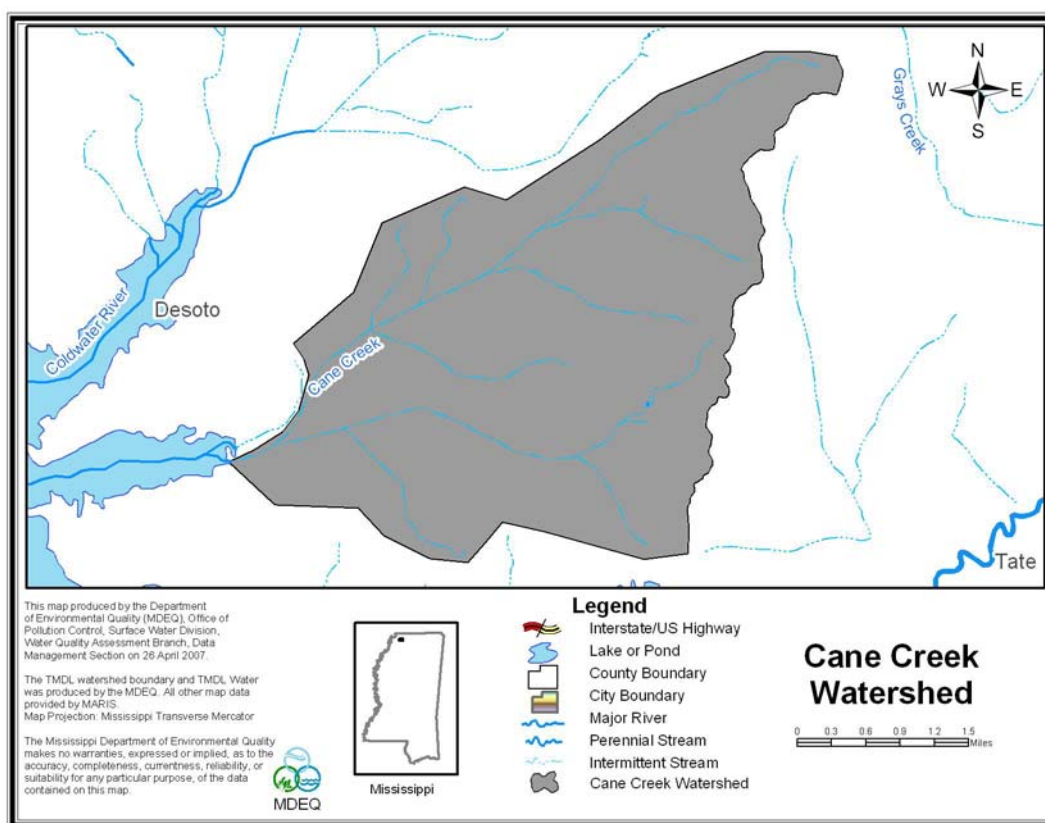 N
W E
S
Grays Creek
Coldwater River
Desoto
Cane Creek
Tate
This map produced by the Department
of Environmental Quality (MDEQ), Office of
Pollution Control, Surface Water Division,
Water Quality Assessment Branch, Data
Management Section on 26 April 2007.
The TMDL watershed boundary and TMDL Water
was produced by the MDEQ. All other map data
provided by MARIS.
Map Projection: Mississippi Transverse Mercator
The Mississippi Department of Environmental Quality
makes no warranties, expressed or implied, as to the
accuracy, completeness, currentness, reliability, or
suitability for any particular purpose, of the data
contained on this map.
MDEQ
Mississippi
Legend
Interstate/US Highway
Lake or Pond
County Boundary
City Boundary
Major River
Perennial Stream
Intermittent Stream
Cane Creek Watershed
Cane Creek
Watershed
0 0.3 0.6 0.9 1.2 1.5
Miles